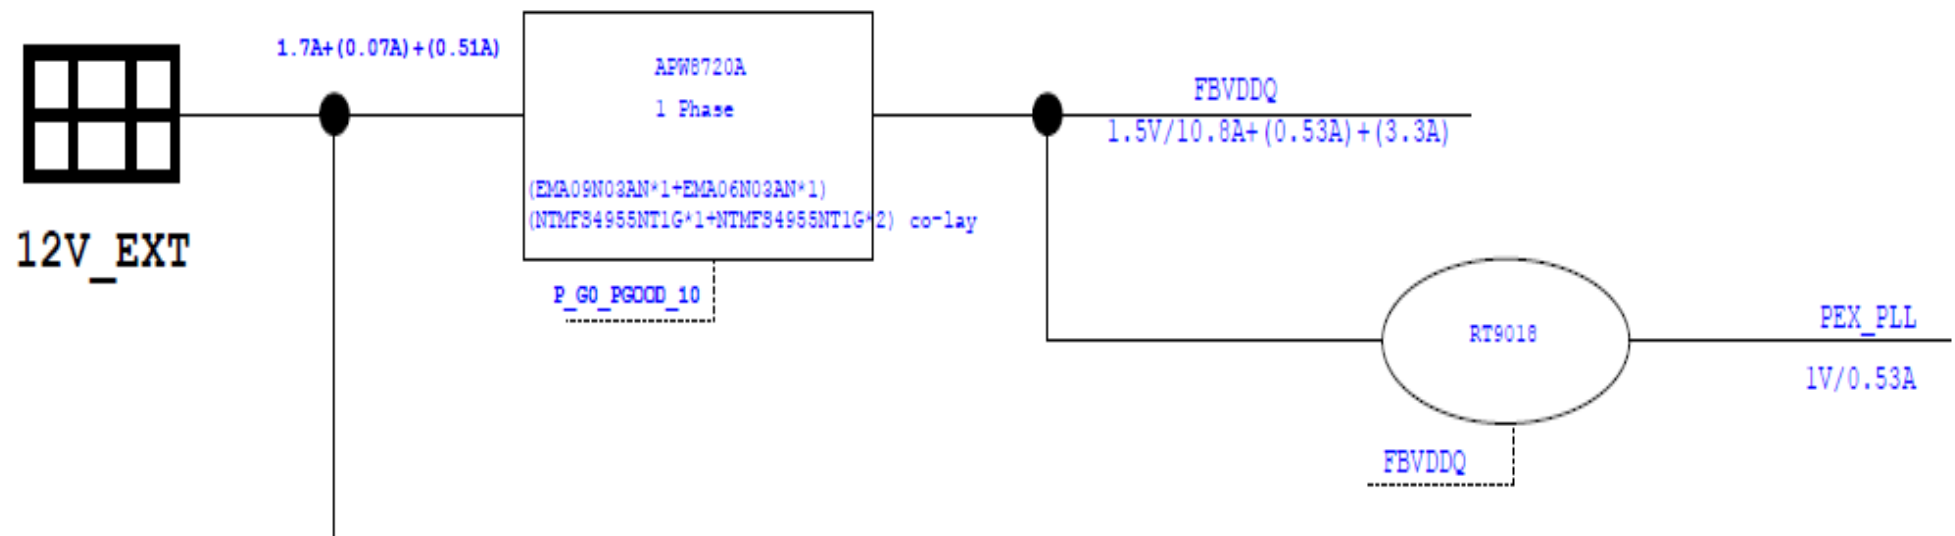 1.7A+(0.07A)+(0.51A)
APW8720A
1 Phase
(EMA09N03AN*1+EMA06N03AN*1)
(NTMFS4955NT1G*1+NTMFS4955NT1G*2) co-lay
12V_EXT
P_G0_PGOOD_10
FBVDDQ
1.5V/10.8A+(0.53A)+(3.3A)
RT9018
PEX_PLL
1V/0.53A
FBVDDQ